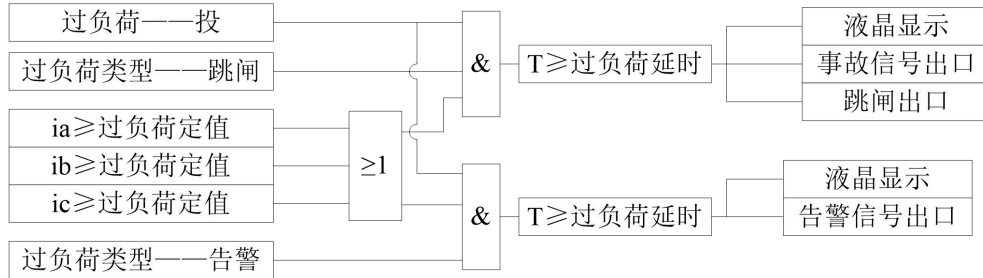 过负荷——投
过负荷类型——跳闸
ia≥过负荷定值
ib≥过负荷定值
ic≥过负荷定值
过负荷类型——告警
≥1
&
&
T≥过负荷延时
T≥过负荷延时
液晶显示
事故信号出口
跳闸出口
液晶显示
告警信号出口